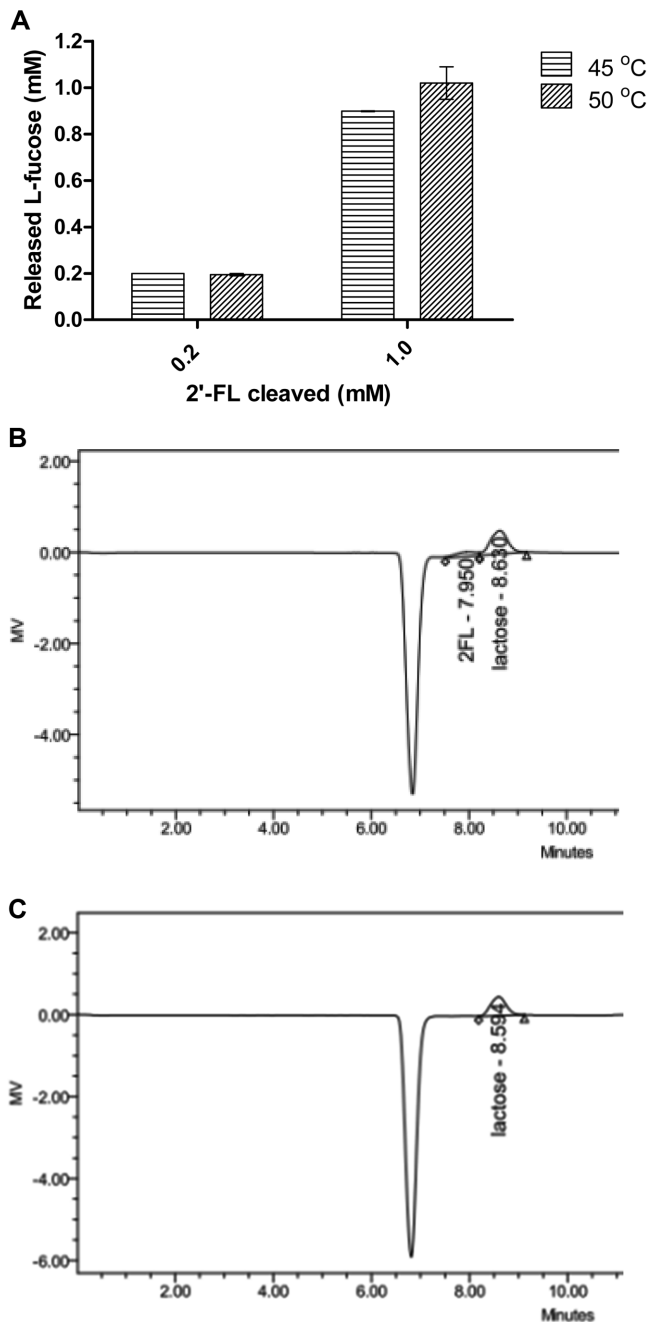 A
Released L-fucose (mM)
1.2
1.0
0.8
0.6
0.4
0.2
0.0
0.2
1.0
2'-FL cleaved (mM)
45 °C
50 °C
B
MV
2.00
0.00
-2.00
-4.00
2FL - 7.950
lactose - 8.630
2.00
4.00
6.00
8.00
10.00
Minutes
C
MV
2.00
0.00
-2.00
-4.00
-6.00
lactose - 8.594
2.00
4.00
6.00
8.00
10.00
Minutes